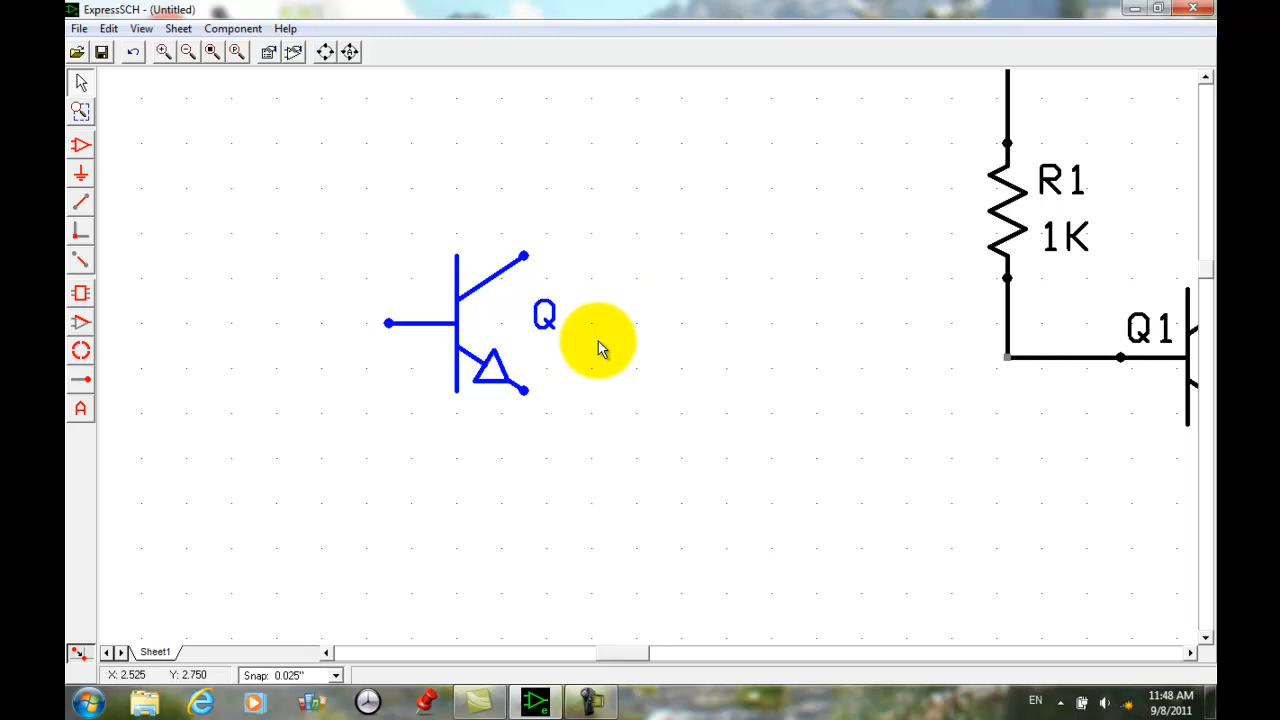 ExpressSCH - (Untitled)
File Edit View Sheet Component Help
A
R1
1K
Q
Q1
Sheet1
X: 2.525 Y: 2.750 Snap: 0.025"
e
EN
11:48 AM
9/8/2011